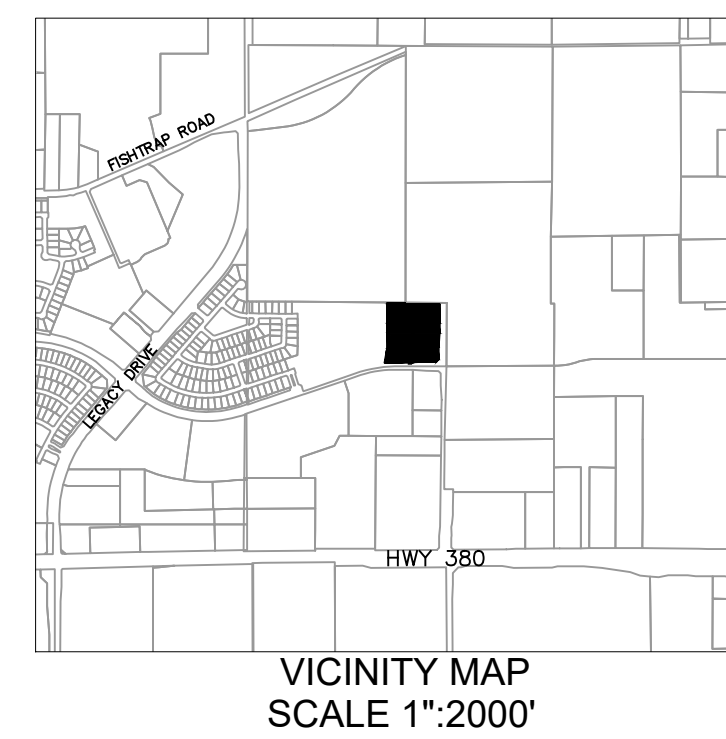 FISHTRAP ROAD
LEGACY DRIVE
HWY 380
VICINITY MAP
SCALE 1":2000'